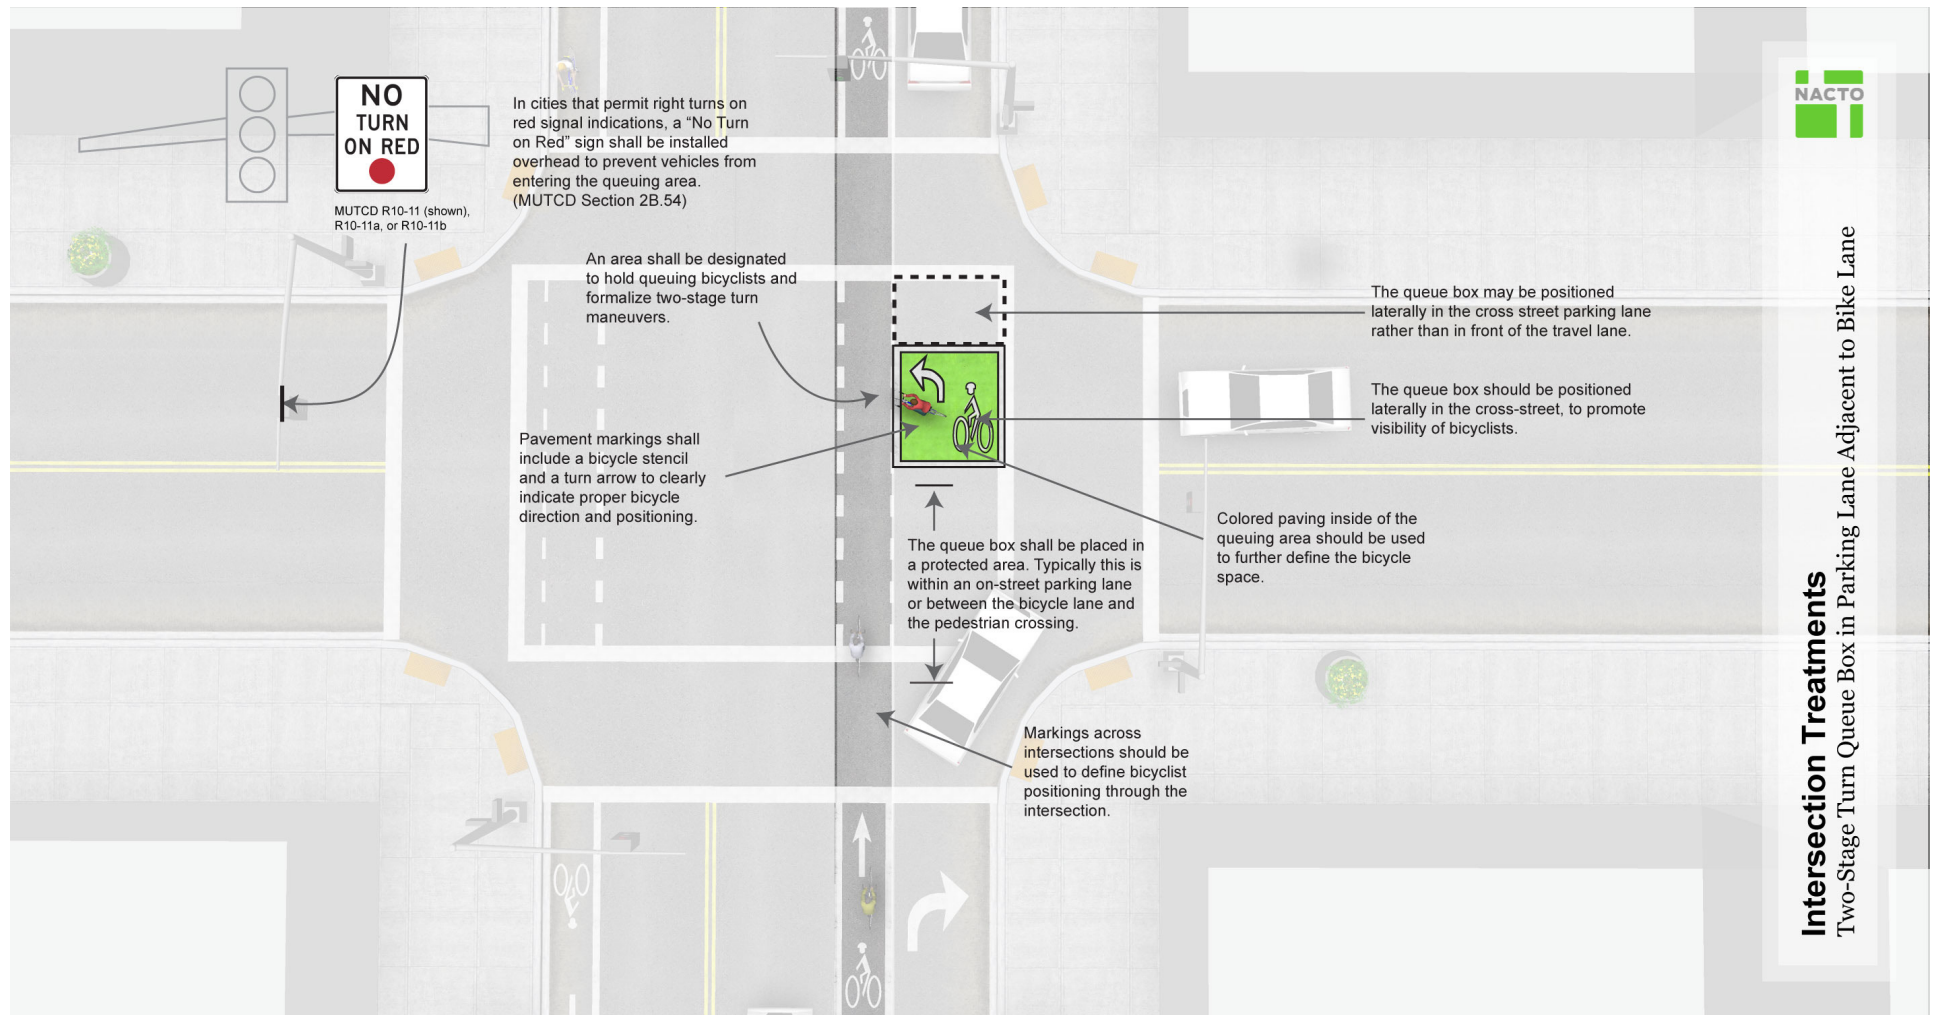 NO
TURN
ON RED
MUTCD R10-11 (shown),
R10-11a, or R10-11b
In cities that permit right turns on
red signal indications, a “No Turn
on Red” sign shall be installed
overhead to prevent vehicles from
entering the queuing area.
(MUTCD Section 2B.54)
An area shall be designated
to hold queuing bicyclists and
formalize two-stage turn
maneuvers.
Pavement markings shall
include a bicycle stencil
and a turn arrow to clearly
indicate proper bicycle
direction and positioning.
The queue box may be positioned
laterally in the cross street parking lane
rather than in front of the travel lane.
The queue box should be positioned
laterally in the cross-street, to promote
visibility of bicyclists.
Colored paving inside of the
queuing area should be used
to further define the bicycle
space.
The queue box shall be placed in
a protected area. Typically this is
within an on-street parking lane
or between the bicycle lane and
the pedestrian crossing.
Markings across
intersections should be
used to define bicyclist
positioning through the
intersection.
NACTO
Intersection Treatments
Two-Stage Turn Queue Box in Parking Lane Adjacent to Bike Lane